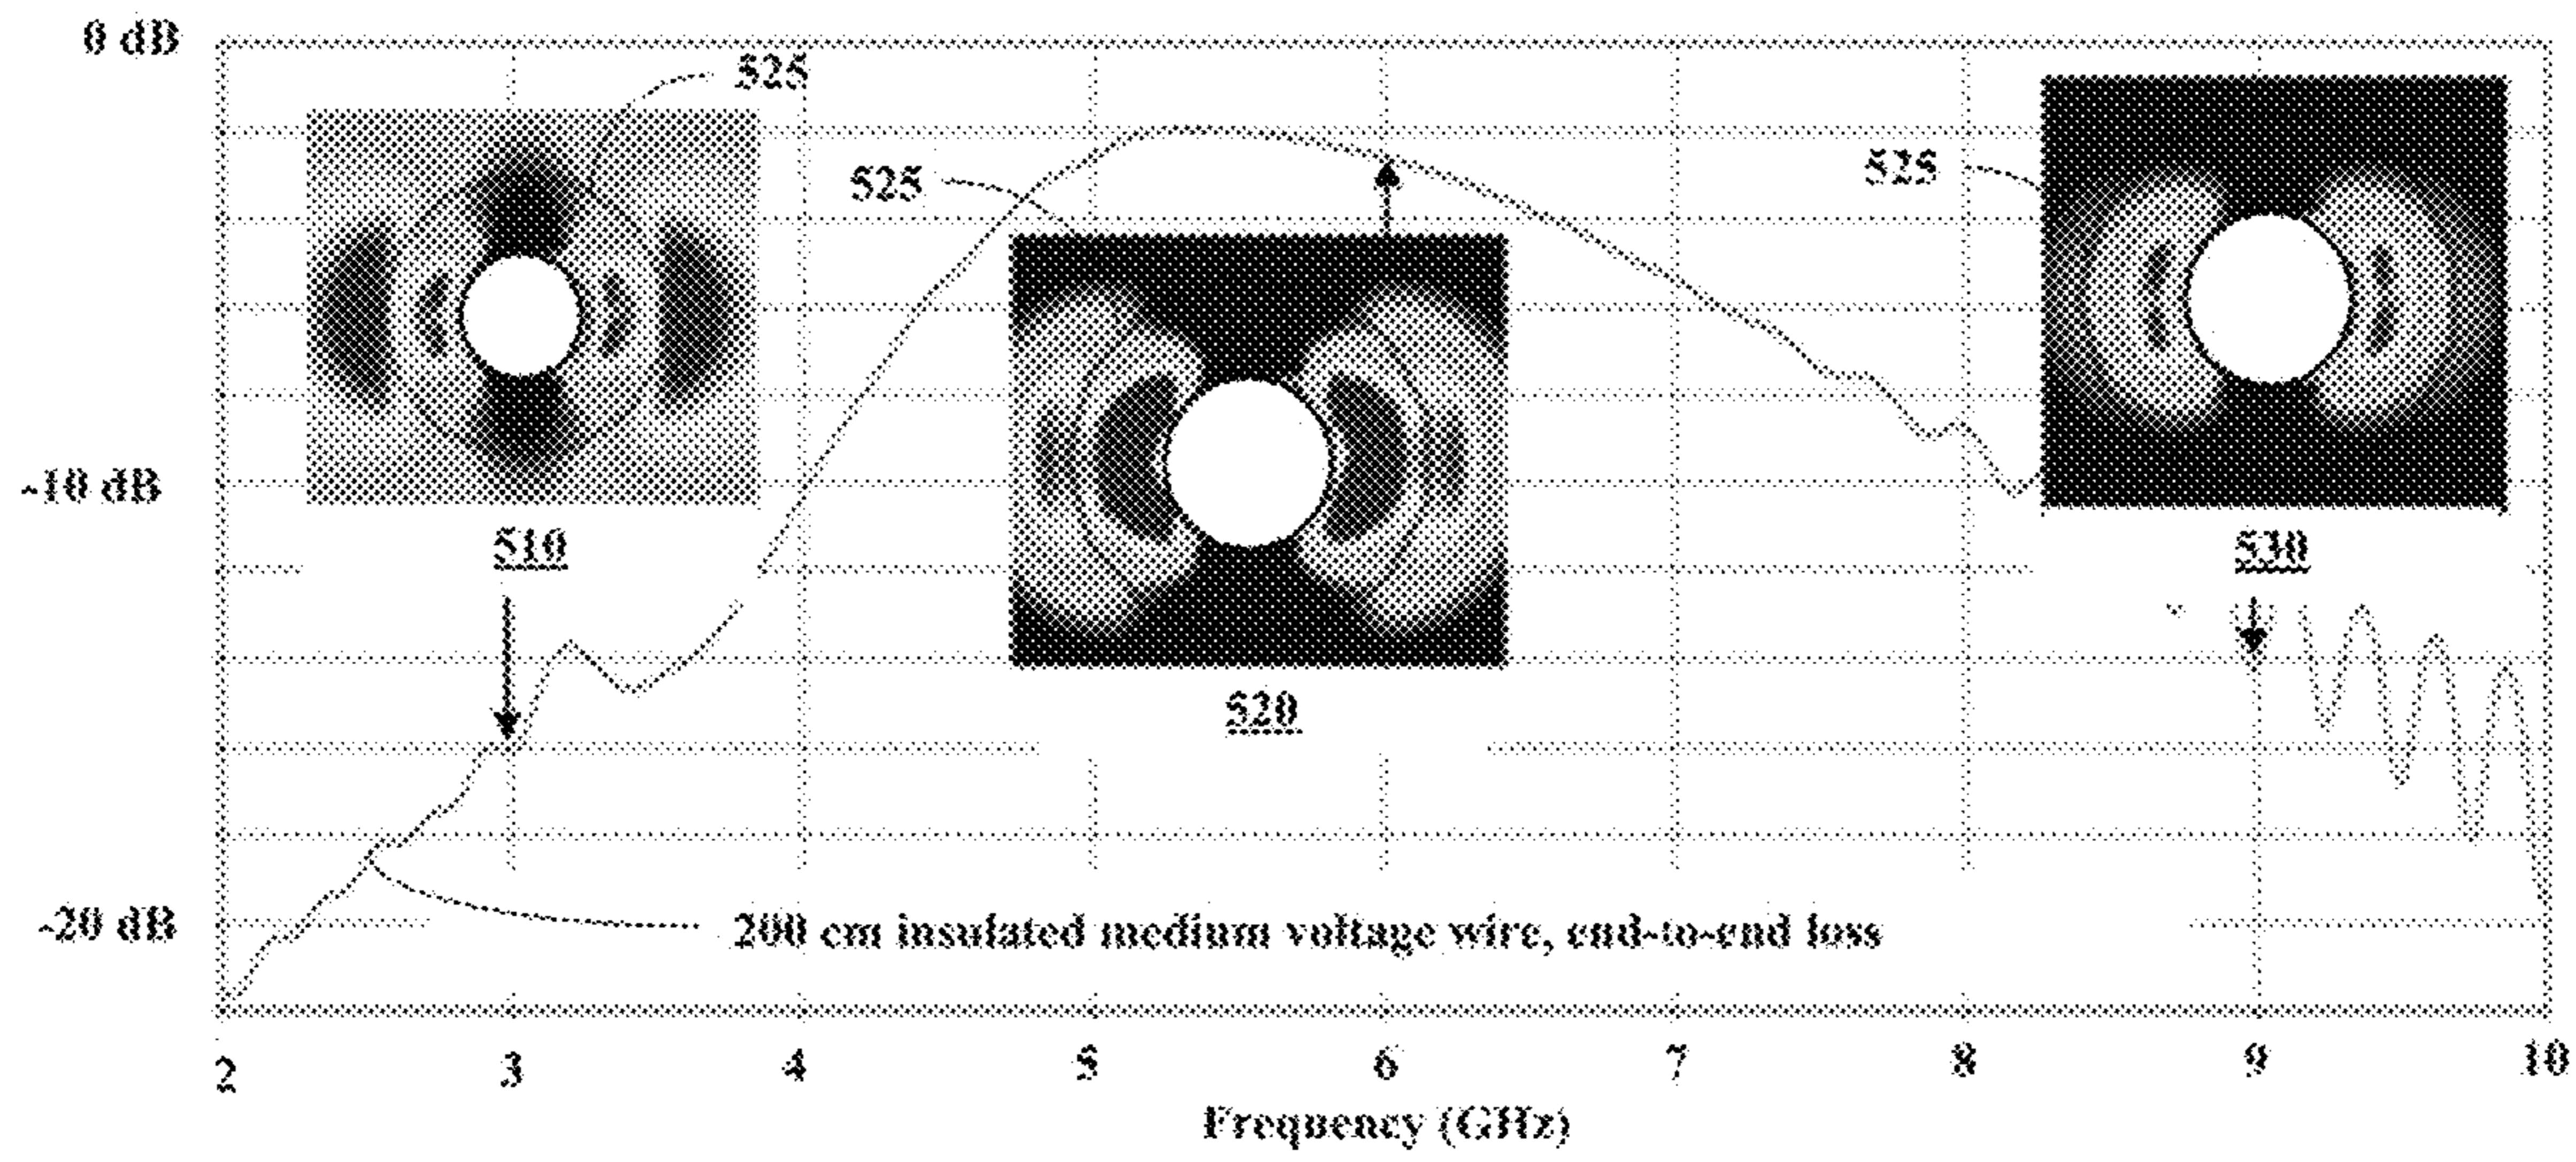 0 dB
525
525
525
-10 dB
510
530
520
-20 dB
200 cm insulated medium voltage wire, end-to-end loss
2 3 4 5 6 7 8 9 10
Frequency (GHz)